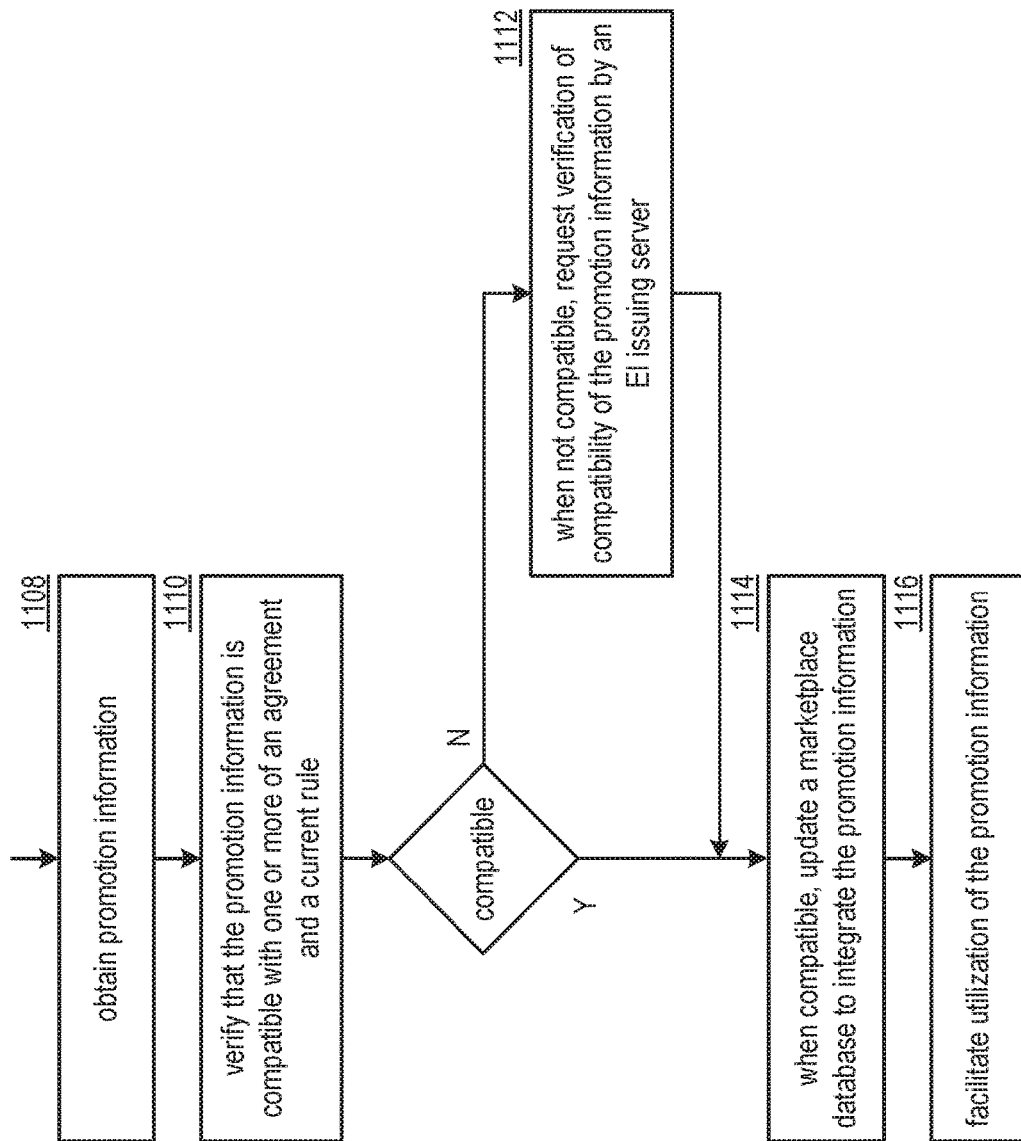 1108
obtain promotion information
1110
verify that the promotion information is
compatible with one or more of an agreement
and a current rule
compatible
N
Y
1112
when not compatible, request verification of
compatibility of the promotion information by an
EI issuing server
1114
when compatible, update a marketplace
database to integrate the promotion information
1116
facilitate utilization of the promotion information